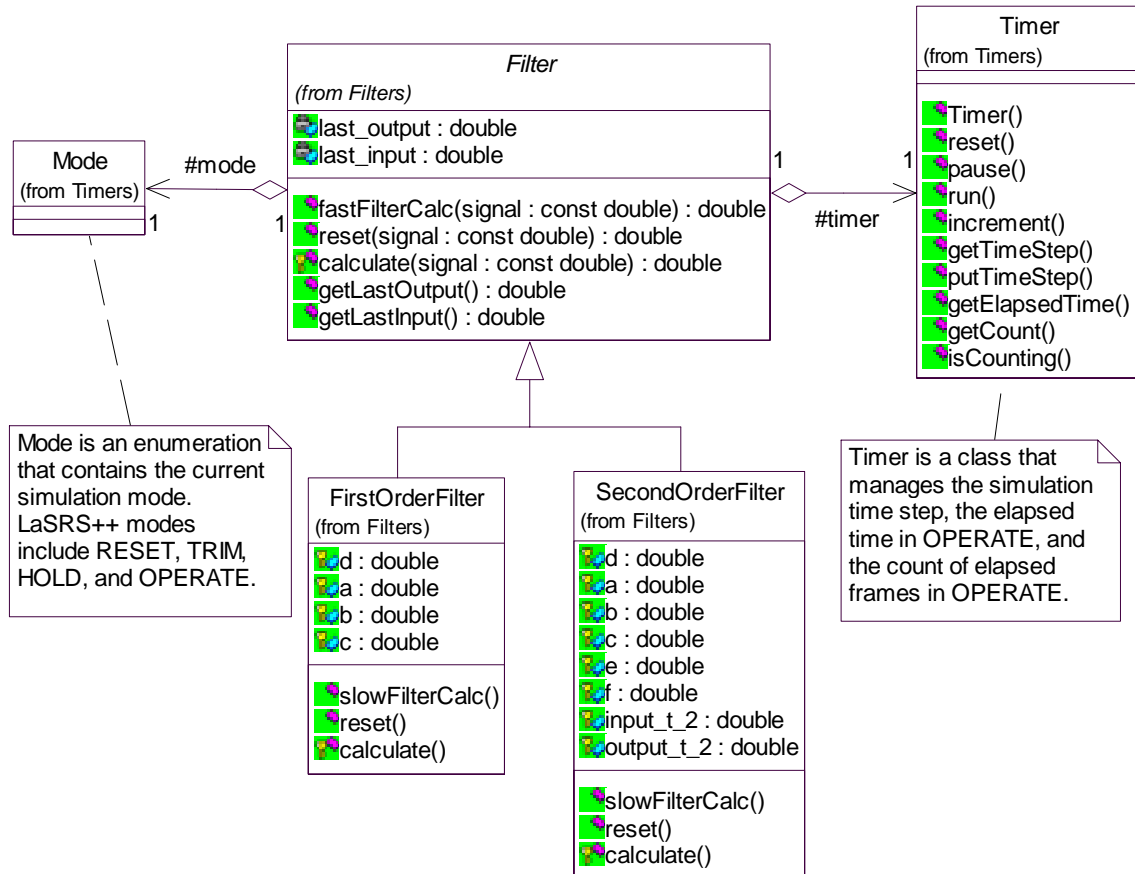 Filter
(from Filters)
last_output : double
last_input : double
fastFilterCalc(signal : const double) : double
reset(signal : const double) : double
calculate(signal : const double) : double
getLastOutput() : double
getLastInput() : double
Timer
(from Timers)
Timer()
reset()
pause()
run()
increment()
getTimeStep()
putTimeStep()
getElapsedTime()
getCount()
isCounting()
Mode
(from Timers)
#mode
1
1
1
1
#timer
Mode is an enumeration
that contains the current
simulation mode.
LaSRS++ modes
include RESET, TRIM,
HOLD, and OPERATE.
FirstOrderFilter
(from Filters)
d : double
a : double
b : double
c : double
slowFilterCalc()
reset()
calculate()
SecondOrderFilter
(from Filters)
d : double
a : double
b : double
c : double
e : double
f : double
input_t_2 : double
output_t_2 : double
slowFilterCalc()
reset()
calculate()
Timer is a class that
manages the simulation
time step, the elapsed
time in OPERATE, and
the count of elapsed
frames in OPERATE.